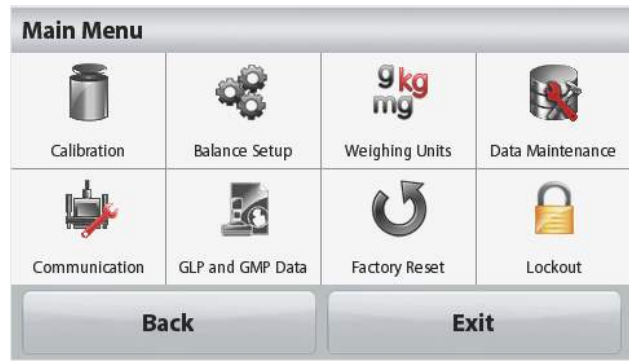 Main Menu
g kg
mg
Calibration Balance Setup Weighing Units Data Maintenance
Communication GLP and GMP Data Factory Reset Lockout
Back Exit